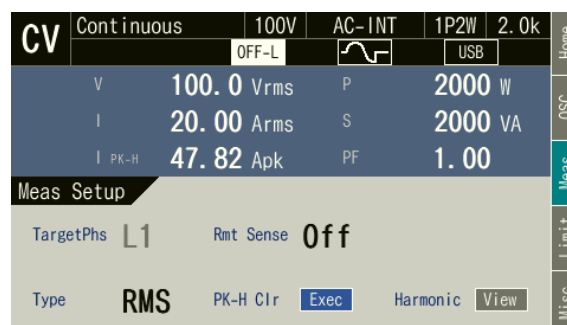 CV Continuous 100V AC-INT 1P2W 2.0k
OFF-L USB
V 100.0 Vrms P 2000 W
I 20.00 Arms S 2000 VA
I PK-H 47.82 Apk PF 1.00
Meas Setup
TargetPhs L1 Rmt Sense Off
Type RMS PK-H Clr Exec Harmonic View
Home
OSC
Meas
Limit
Misc